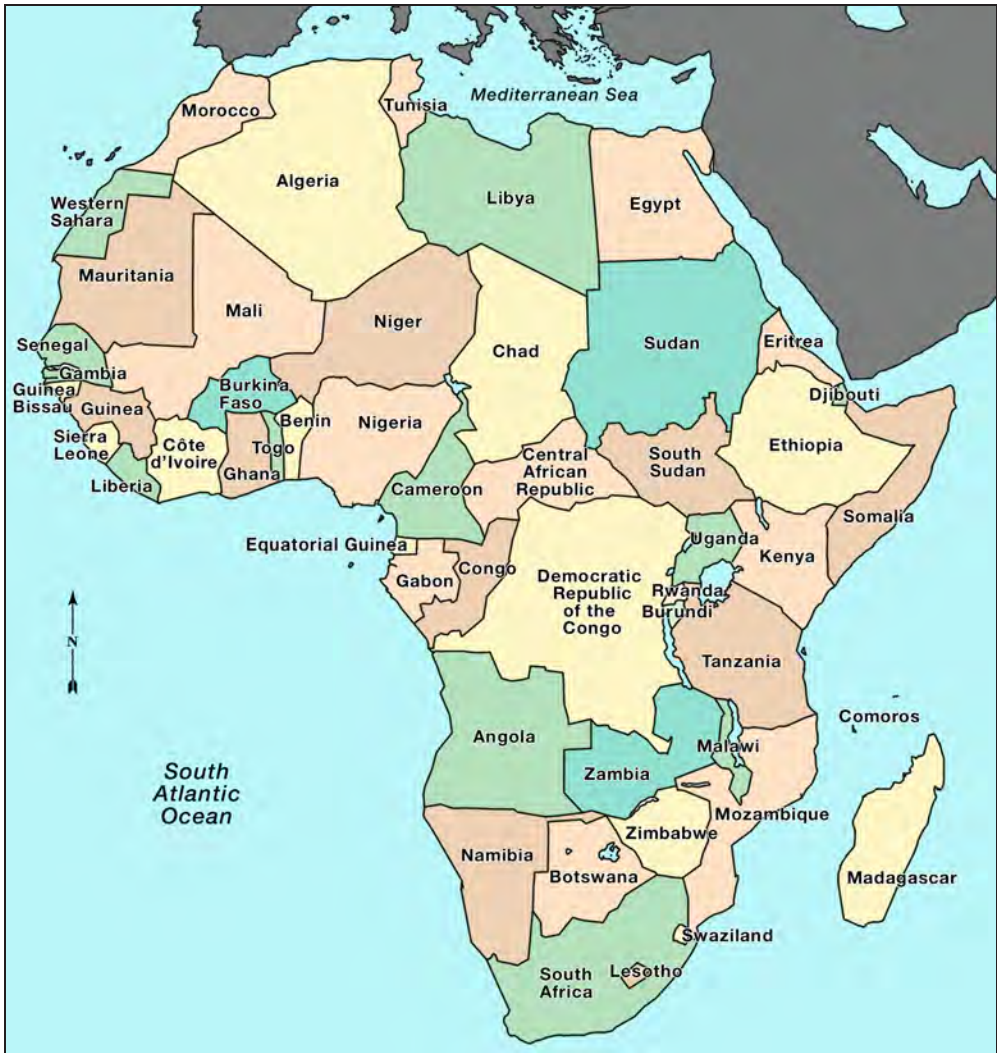 Mediterranean Sea
Morocco
Tunisia
Algeria
Libya
Egypt
Western
Sahara
Mauritania
Mali
Niger
Chad
Sudan
Eritrea
Senegal
Gambia
Guinea
Bissau
Guinea
Burkina
Faso
Benin
Nigeria
Djibouti
Ethiopia
Sierra
Leone
Côte
d'Ivoire
Ghana
Togo
Liberia
Cameroon
Central
African
Republic
South
Sudan
Somalia
Equatorial Guinea
Gabon
Congo
Democratic
Republic
of the
Congo
Uganda
Kenya
Rwanda
Burundi
Tanzania
N
Comoros
Angola
Zambia
Malawi
Mozambique
South
Atlantic
Ocean
Zimbabwe
Namibia
Botswana
Madagascar
Swaziland
Lesotho
South
Africa